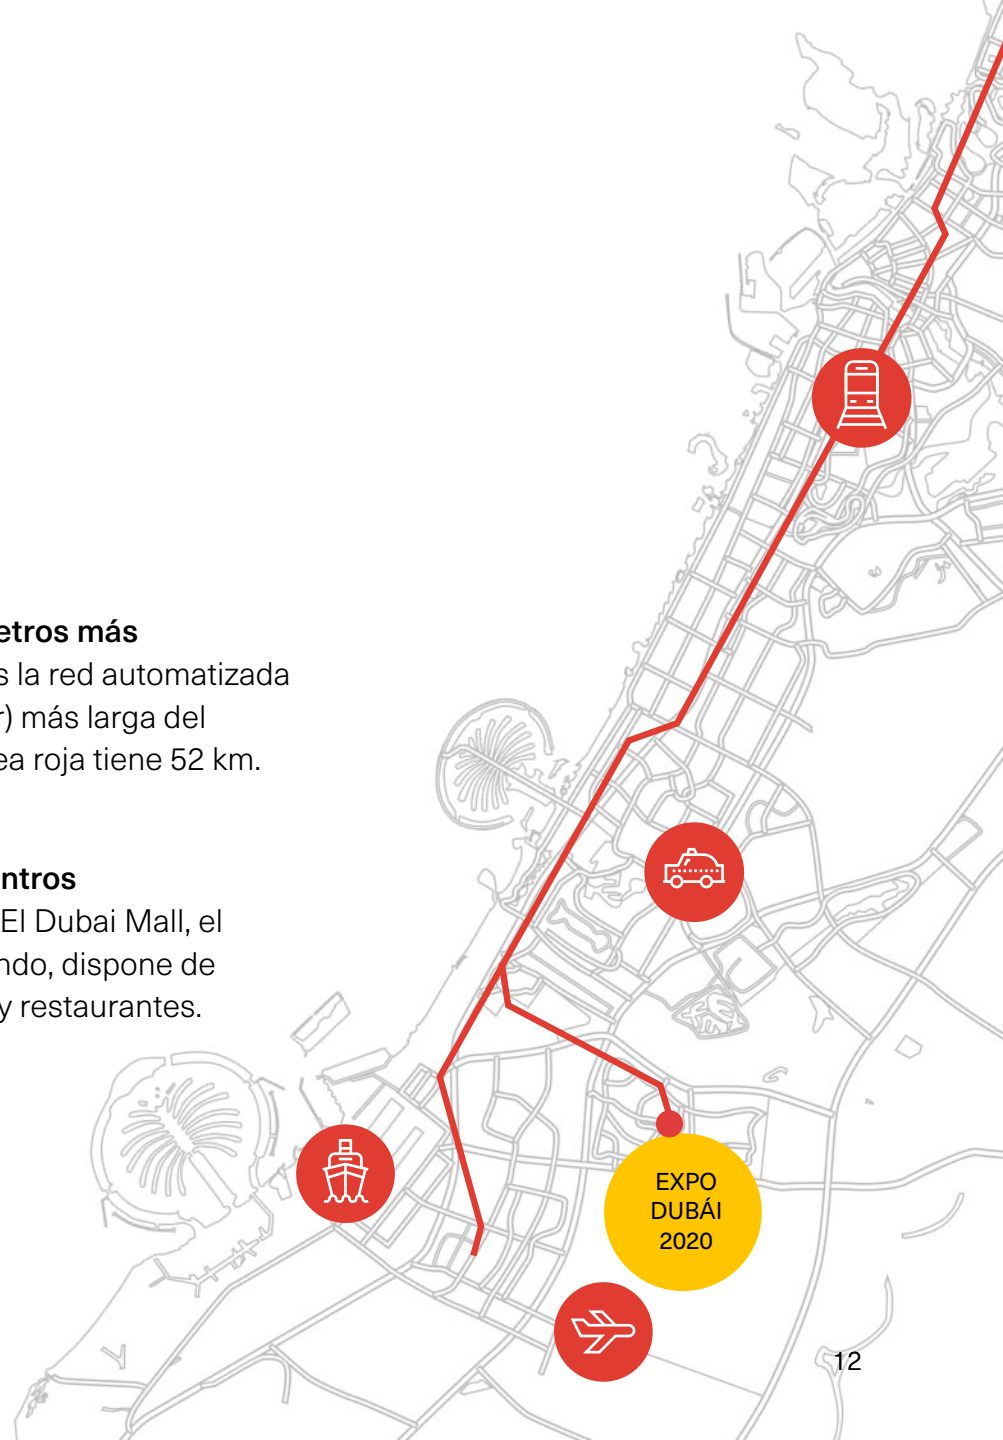 etros más
s la red automatizada
r) más larga del
ea roja tiene 52 km.
ntros
El Dubai Mall, el
ndo, dispone de
y restaurantes.
EXPO
DUBÁI
2020
12